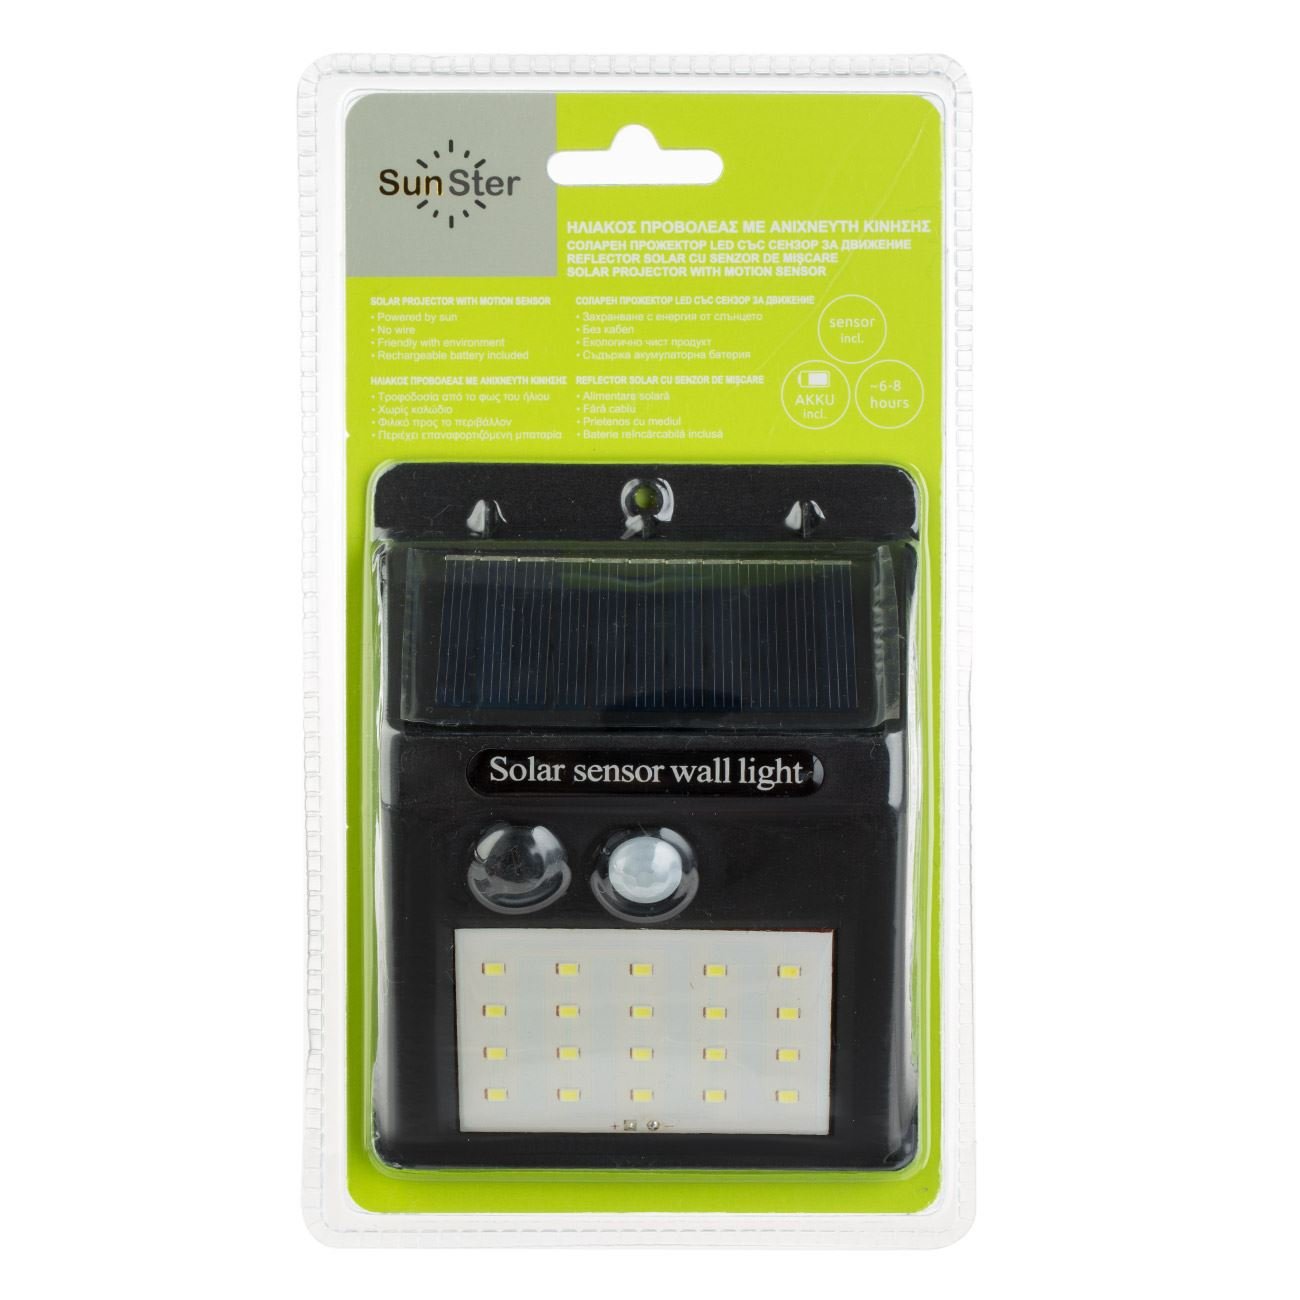 Sun Ster
ΗΛΙΑΚΟΣ ΠΡΟΒΟΛΕΑΣ ΜΕ ΑΝΙΧΝΕΥΤΗ ΚΙΝΗΣΗΣ
СОЛАРЕН ПРОЖЕКТОР LED СЪС СЕНЗОР ЗА ДВИЖЕНИЕ
REFLECTOR SOLAR CU SENZOR DE MIȘCARE
SOLAR PROJECTOR WITH MOTION SENSOR
SOLAR PROJECTOR WITH MOTION SENSOR
• Powered by sun
• No wire
• Friendly with environment
• Rechargeable battery included
СОЛАРЕН ПРОЖЕКТОР LED СЪС СЕНЗОР ЗА ДВИЖЕНИЕ
• Захранване с енергия от слънцето
• Без кабел
• Екологично чист продукт
• Съдържа акумулаторна батерия
ΗΛΙΑΚΟΣ ΠΡΟΒΟΛΕΑΣ ΜΕ ΑΝΙΧΝΕΥΤΗ ΚΙΝΗΣΗΣ
• Τροφοδοσία από το φως του ήλιου
• Χωρίς καλώδιο
• Φιλικό προς το περιβάλλον
• Περιέχει επαναφορτιζόμενη μπαταρία
REFLECTOR SOLAR CU SENZOR DE MIȘCARE
• Alimentare solară
• Fără cablu
• Prietenos cu mediul
• Baterie reîncărcabilă inclusă
sensor
incl.
AKKU
incl.
~6-8
hours
Solar sensor wall light
+ -